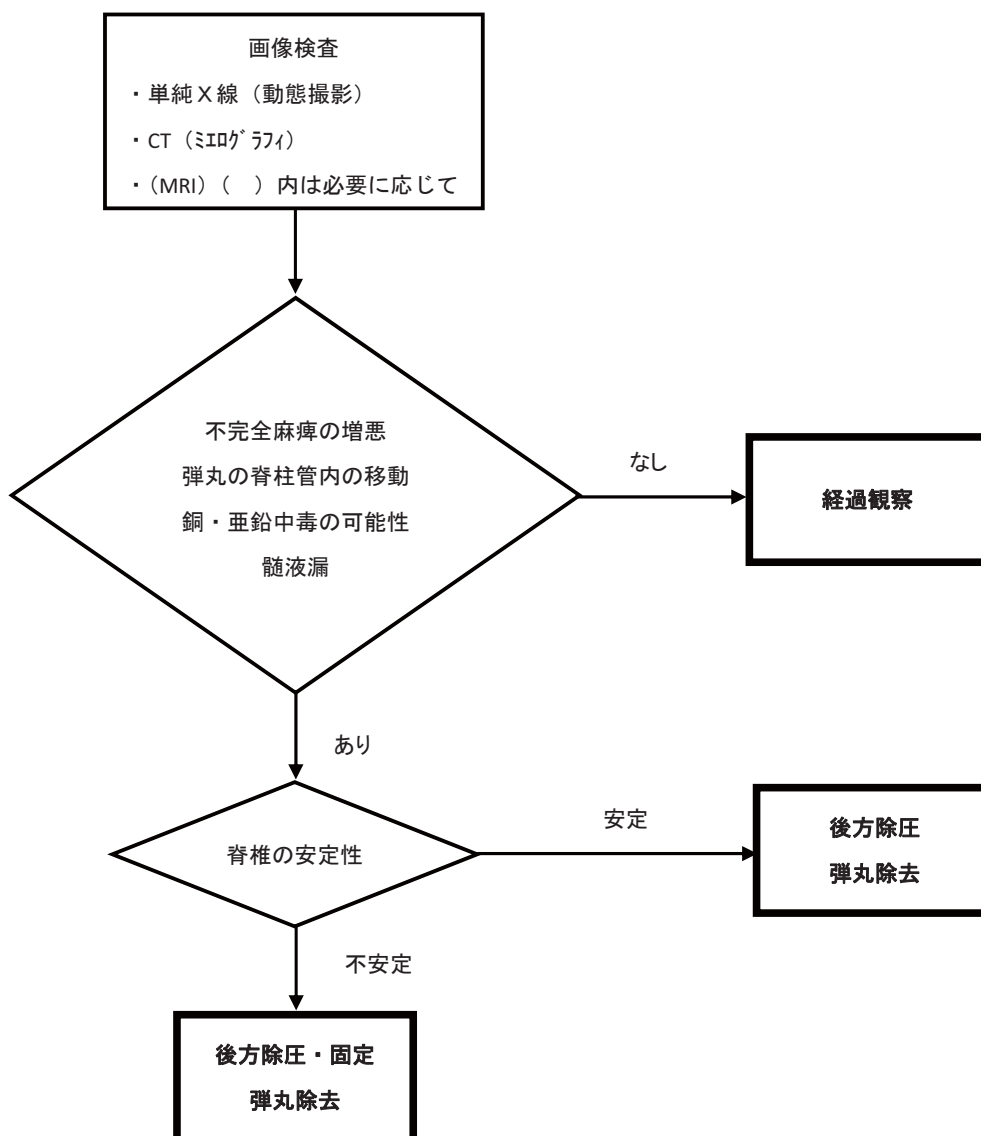 画像検査
・単純X線（動態撮影）
・CT（ﾐｴﾛｸﾞﾗﾌｨ）
・（MRI）（　）内は必要に応じて
不完全麻痺の増悪
弾丸の脊柱管内の移動
銅・亜鉛中毒の可能性
髄液漏
なし
経過観察
あり
脊椎の安定性
安定
後方除圧
弾丸除去
不安定
後方除圧・固定
弾丸除去